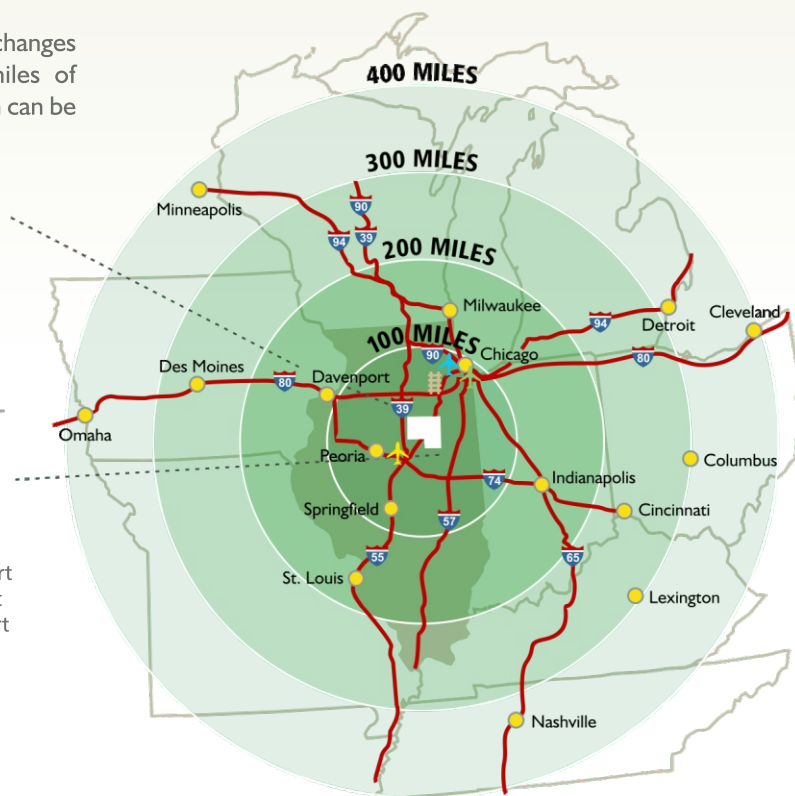 changes
miles of
can be
400 MILES
300 MILES
200 MILES
100 MILES
Minneapolis
90
94
39
Milwaukee
94
Detroit
Cleveland
90
Chicago
80
Des Moines
80
Davenport
39
Omaha
Peoria
Columbus
74
Indianapolis
Springfield
57
Cincinnati
55
65
St. Louis
Lexington
Nashville